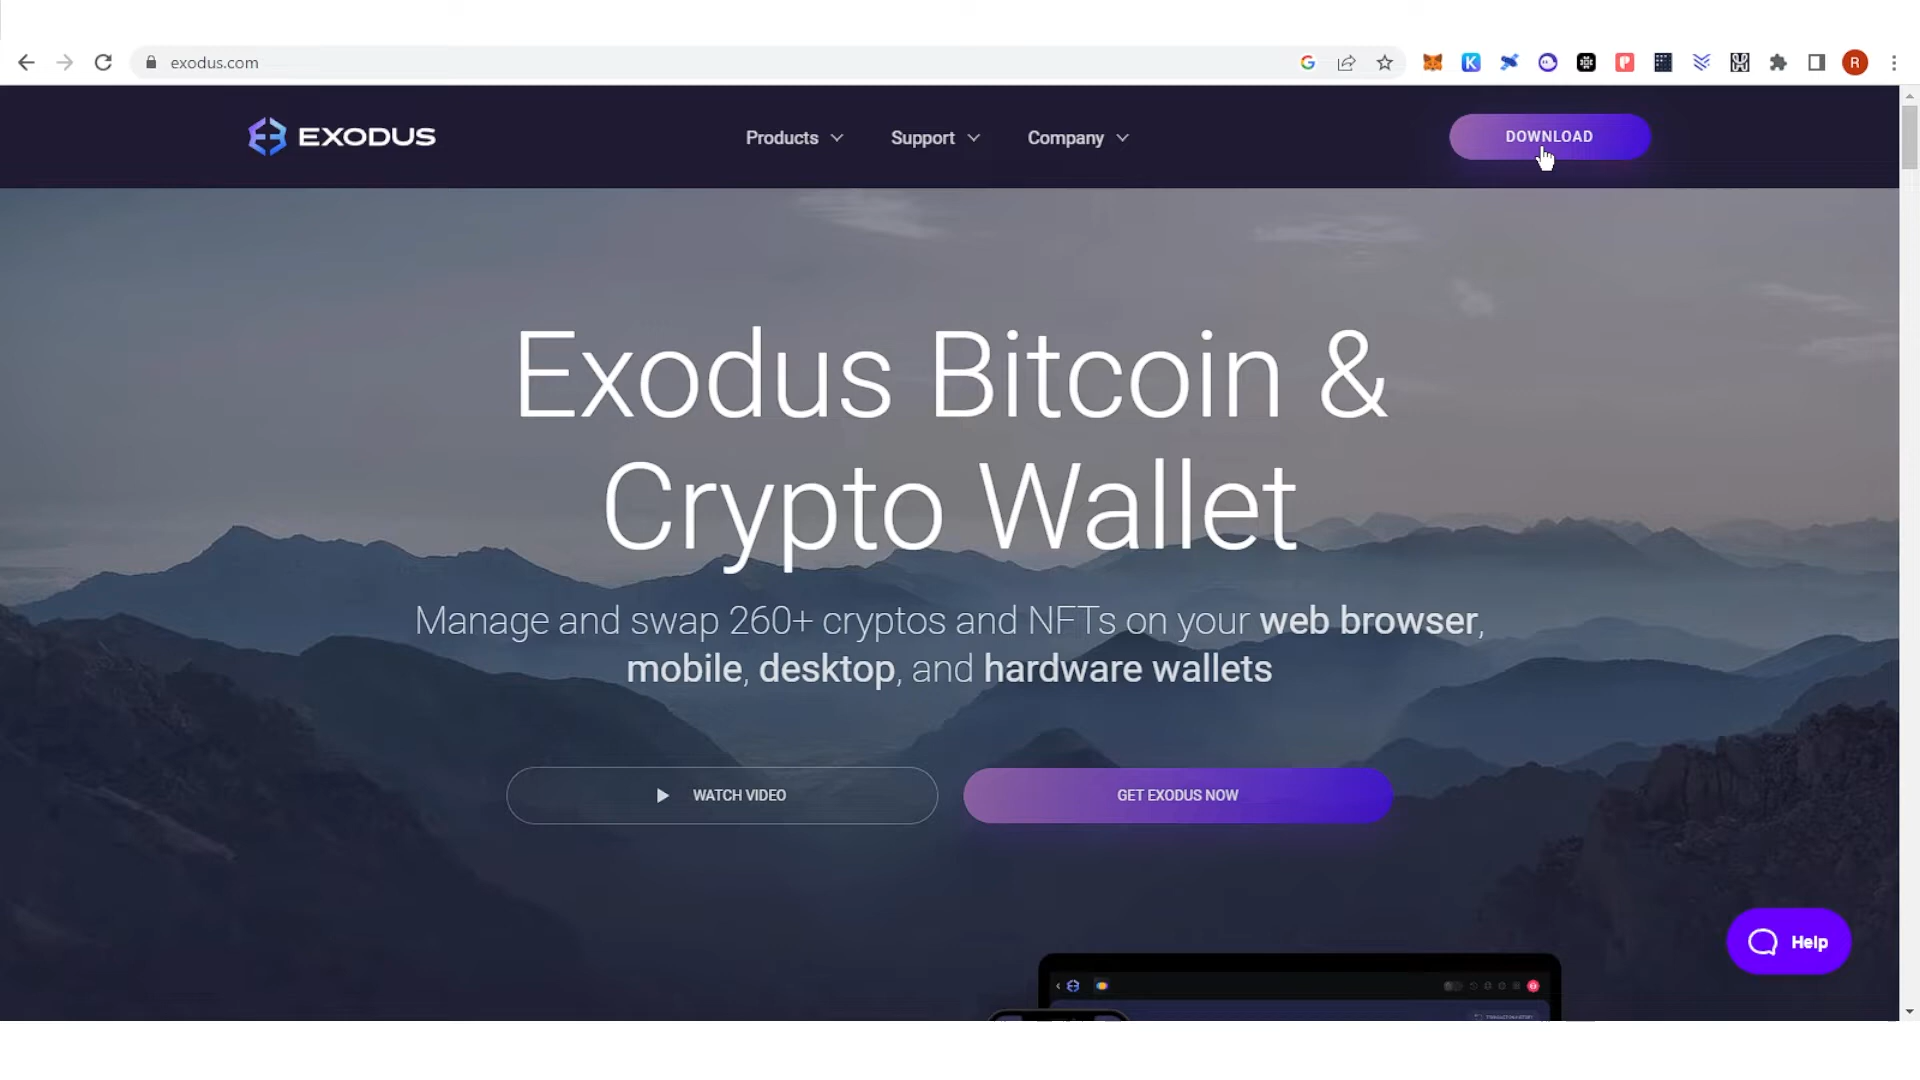 exodus.com
R
EXODUS
Products
Support
Company
DOWNLOAD
Exodus Bitcoin &
Crypto Wallet
Manage and swap 260+ cryptos and NFTs on your web browser,
mobile, desktop, and hardware wallets
WATCH VIDEO
GET EXODUS NOW
Help